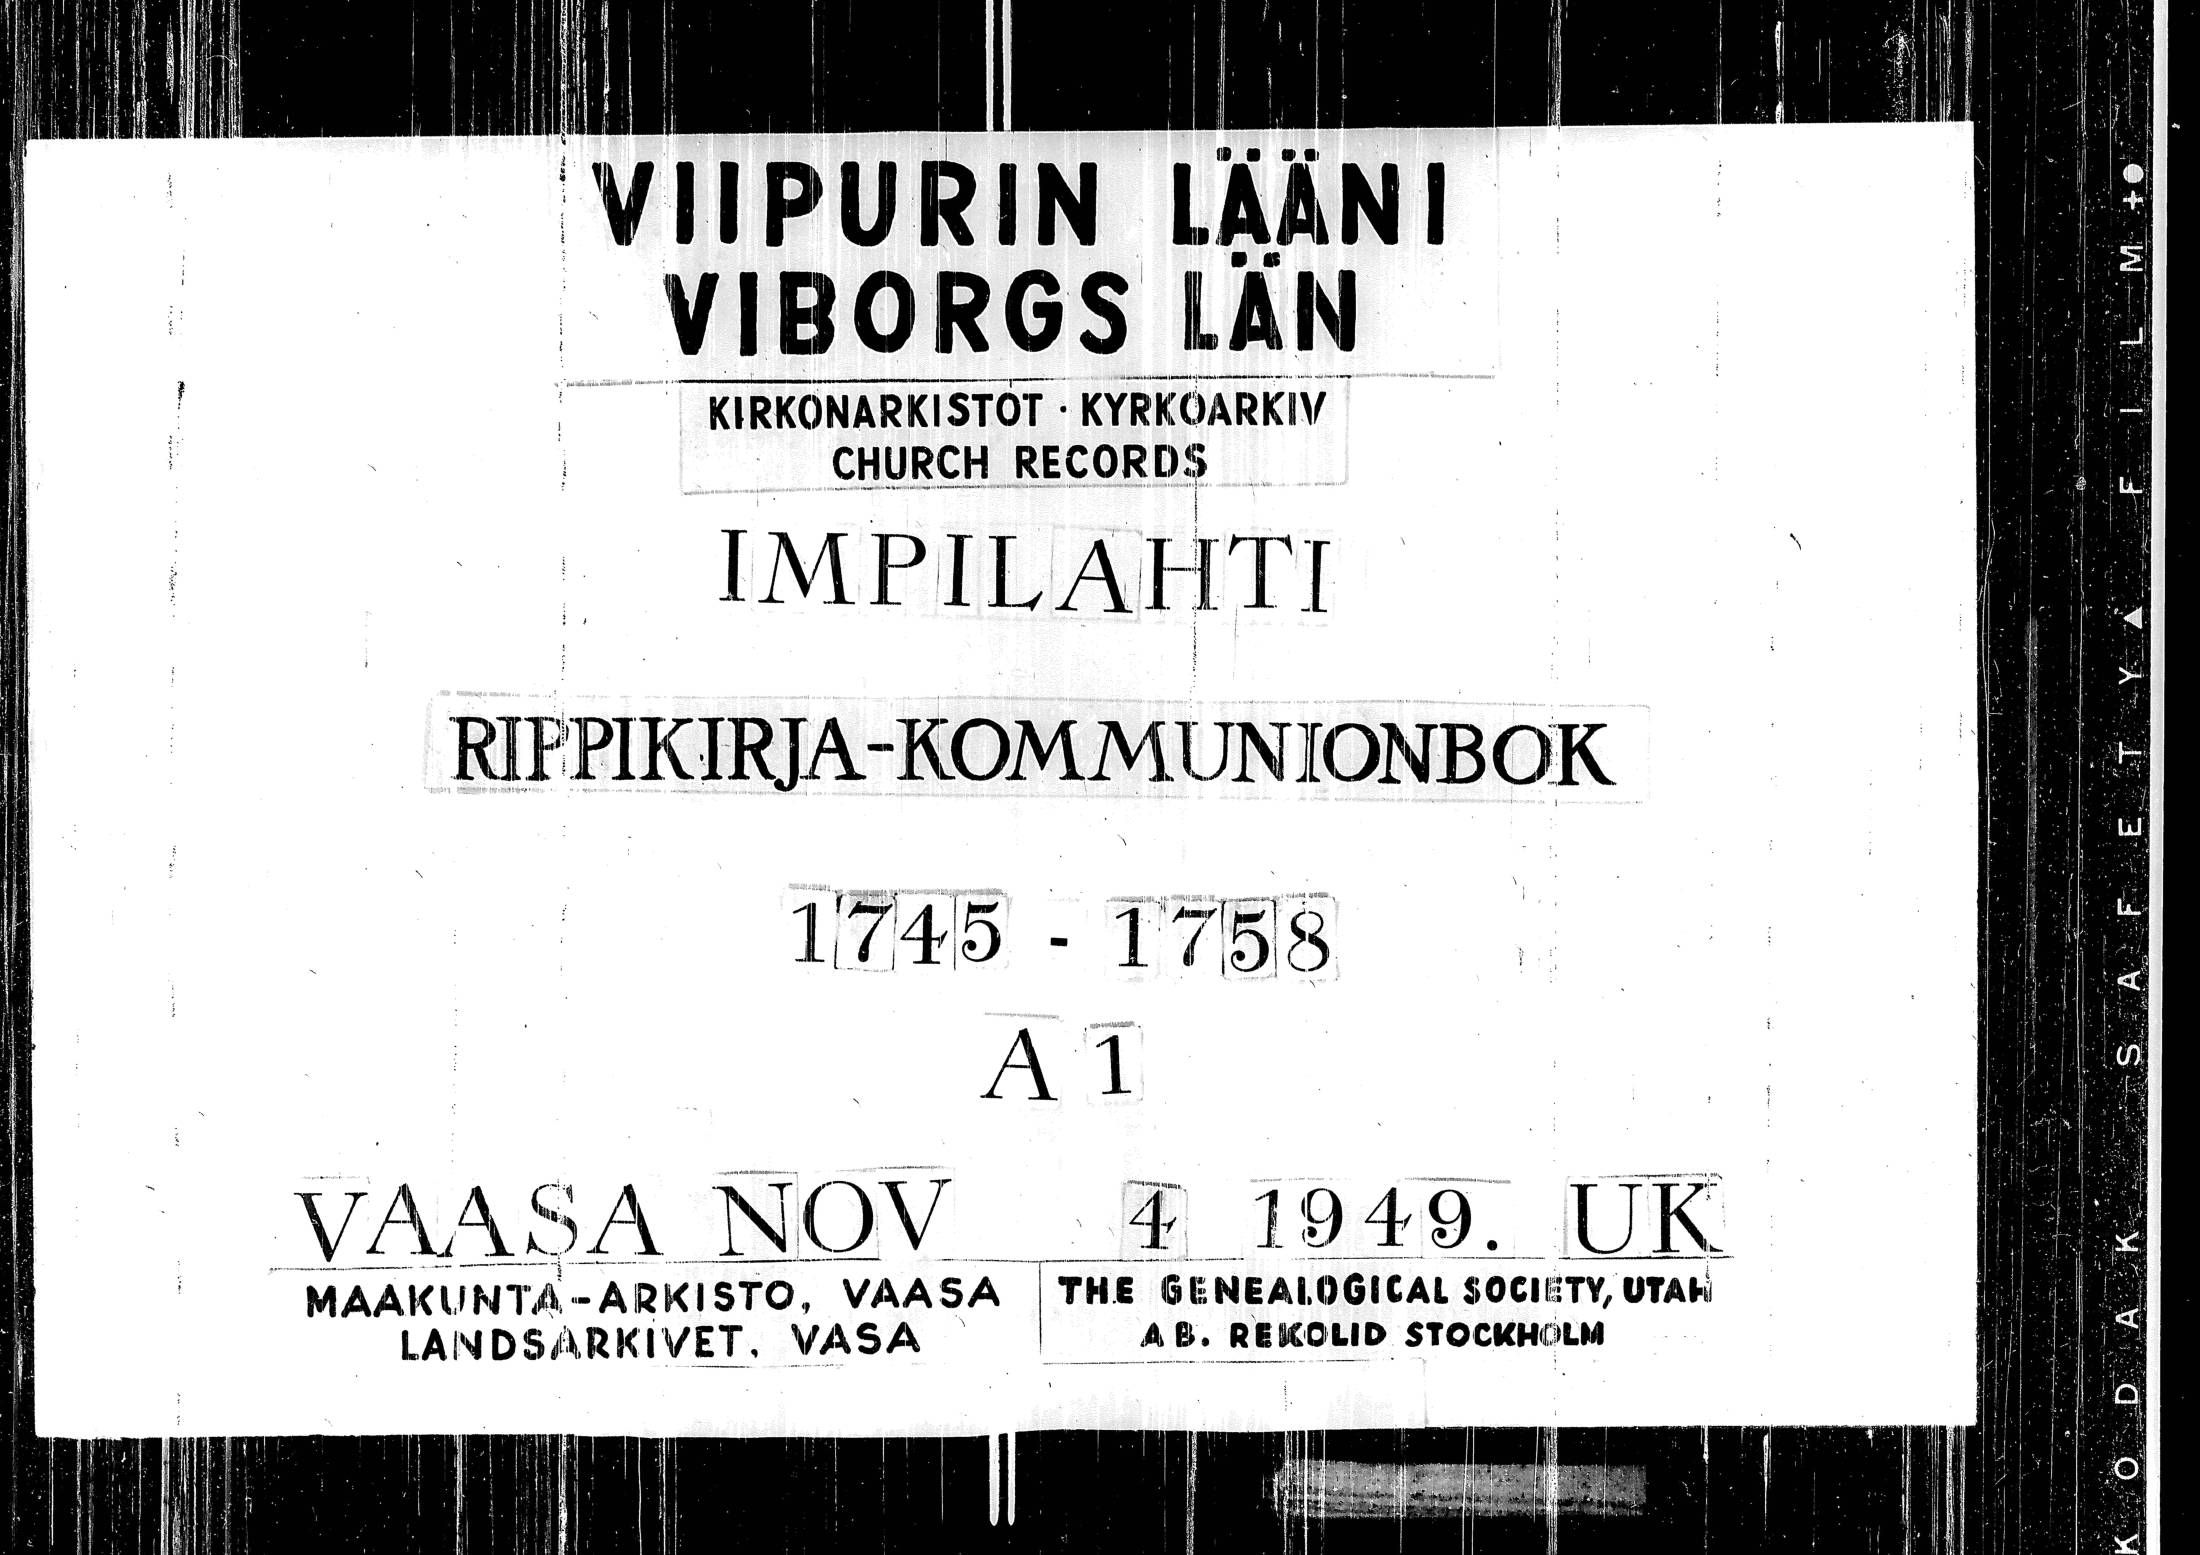 VIIPURIN LÄÄNI
VIBORGS LÄN
KIRKONARKISTOT · KYRKOARKIV
CHURCH RECORDS
IMPILAHTI
RIPPIKIRJA-KOMMUNIONBOK
1745 - 1758
A 1
VAASA NOV 4 1949. UK
MAAKUNTA-ARKISTO, VAASA
LANDSARKIVET, VASA
THE GENEALOGICAL SOCIETY, UTAH
AB. REKOLID STOCKHOLM
KODAK SAFETY▲FILM+●